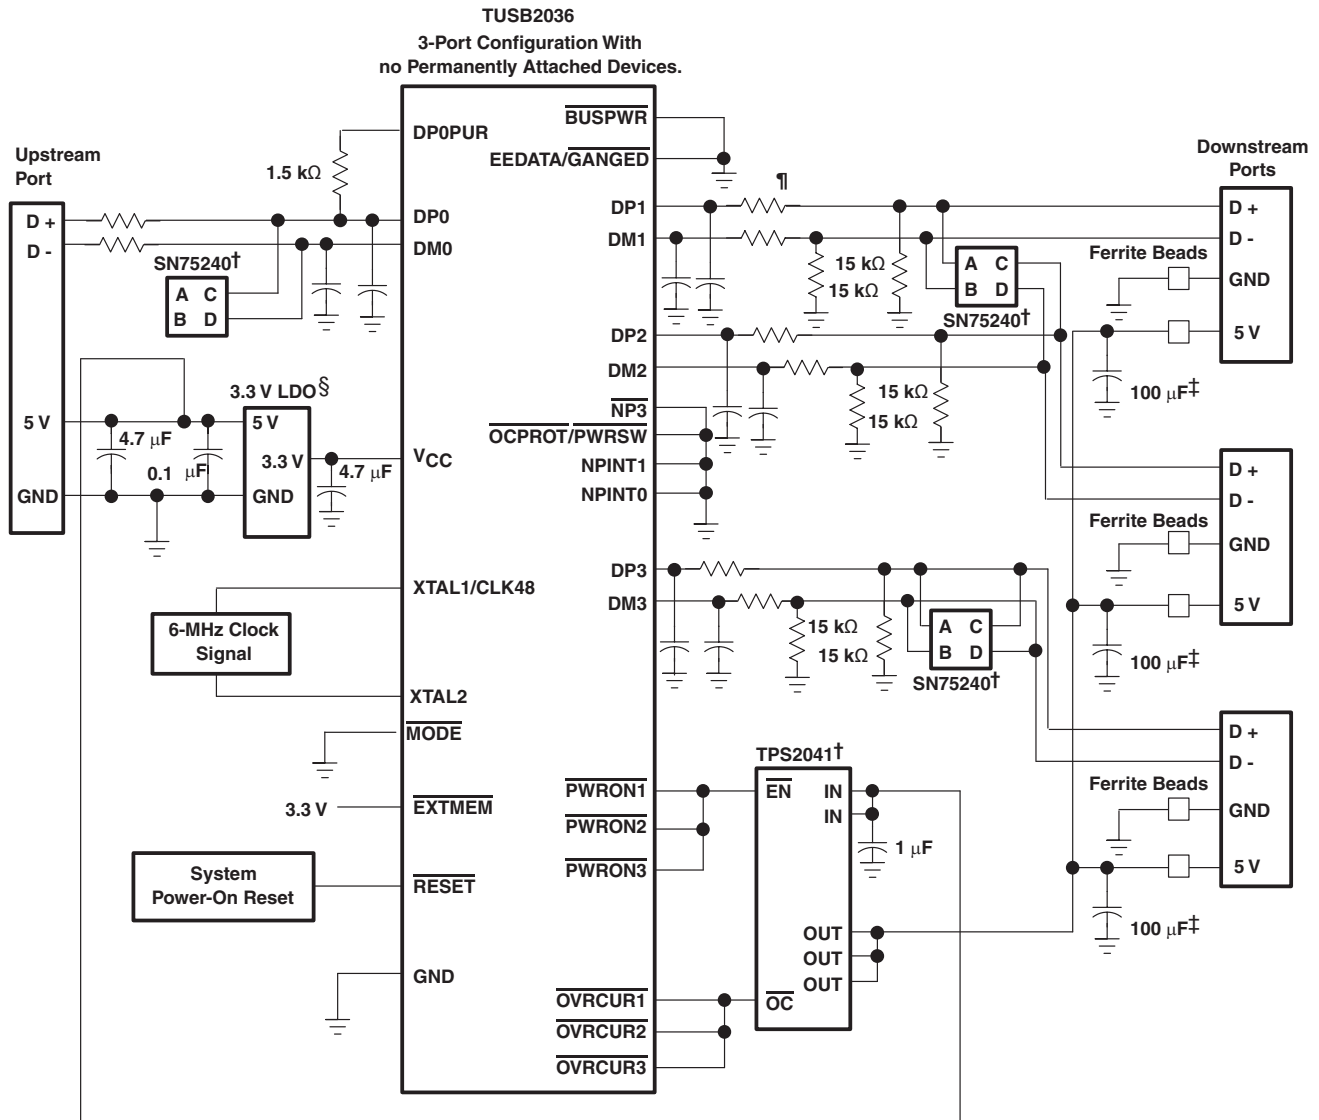 TUSB2036
3-Port Configuration With
no Permanently Attached Devices.
Upstream
Port
D +
D -
5 V
GND
1.5 kΩ
SN75240†
A C
B D
3.3 V LDO§
5 V
3.3 V
GND
4.7 µF
0.1 µF
4.7 µF
6-MHz Clock
Signal
3.3 V
System
Power-On Reset
DP0PUR
DP0
DM0
VCC
XTAL1/CLK48
XTAL2
MODE
EXTMEM
RESET
GND
BUSPWR
EEDATA/GANGED
DP1
DM1
DP2
DM2
NP3
OCPROT/PWRSW
NPINT1
NPINT0
DP3
DM3
PWRON1
PWRON2
PWRON3
OVRCUR1
OVRCUR2
OVRCUR3
¶
15 kΩ
15 kΩ
A C
B D
SN75240†
15 kΩ
15 kΩ
15 kΩ
15 kΩ
A C
B D
SN75240†
TPS2041†
EN IN
IN
1 µF
OUT
OUT
OUT
OC
Downstream
Ports
D +
D -
Ferrite Beads
GND
5 V
100 µF‡
D +
D -
Ferrite Beads
GND
5 V
100 µF‡
D +
D -
Ferrite Beads
GND
5 V
100 µF‡